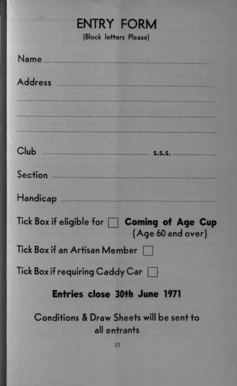 ENTRY FORM
(Block letters Please)
Name
Address
Club s.s.s.
Section
Handicap
Tick Box if eligible for Coming of Age Cup
(Age 60 and over)
Tick Box if an Artisan Member
Tick Box if requiring Caddy Car
Entries close 30th June 1971
Conditions & Draw Sheets will be sent to
all entrants